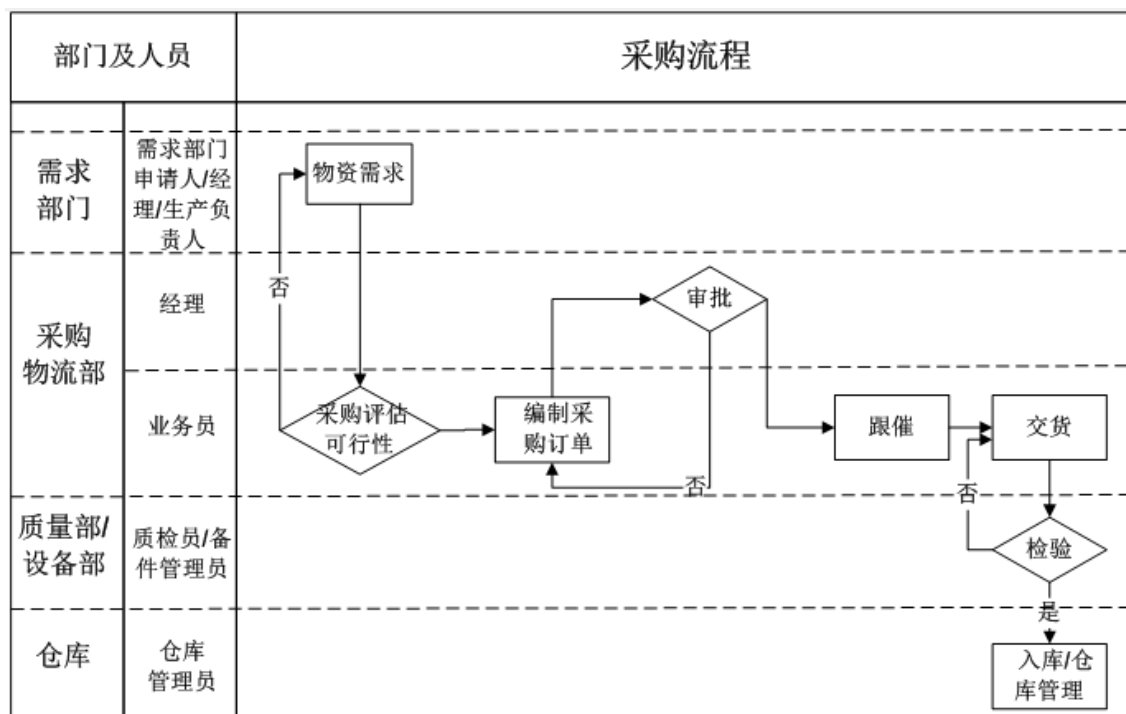 部门及人员
采购流程
需求
部门
需求部门
申请人/经
理/生产负
责人
物资需求
否
采购
物流部
经理
审批
业务员
采购评估
可行性
编制采
购订单
否
跟催
交货
否
质量部/
设备部
质检员/备
件管理员
检验
是
仓库
仓库
管理员
入库/仓
库管理